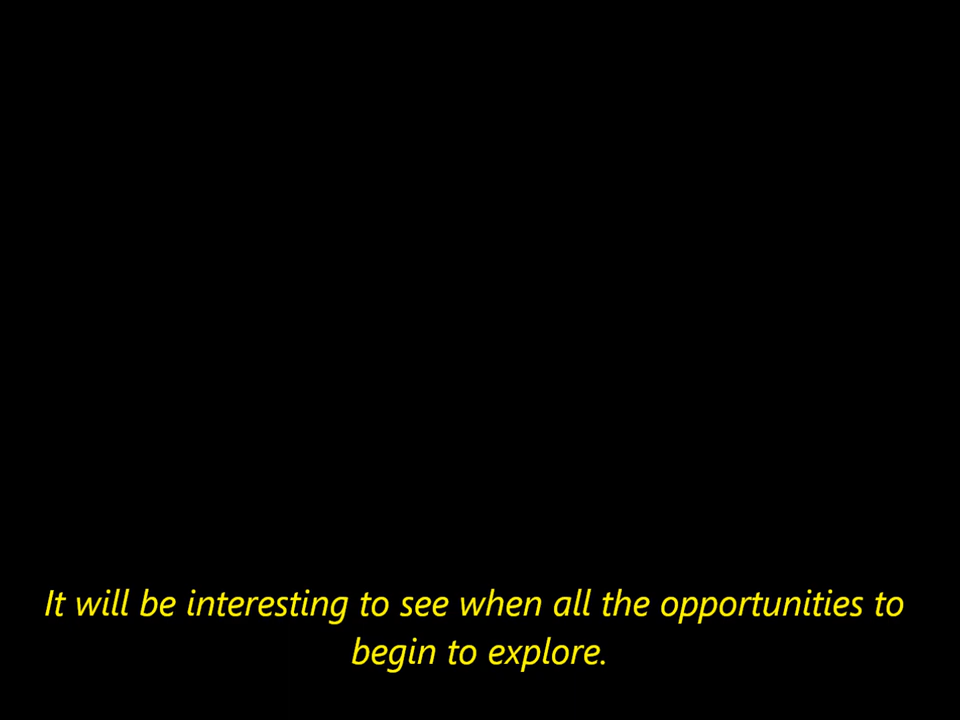 It will be interesting to see when all the opportunities to
begin to explore.